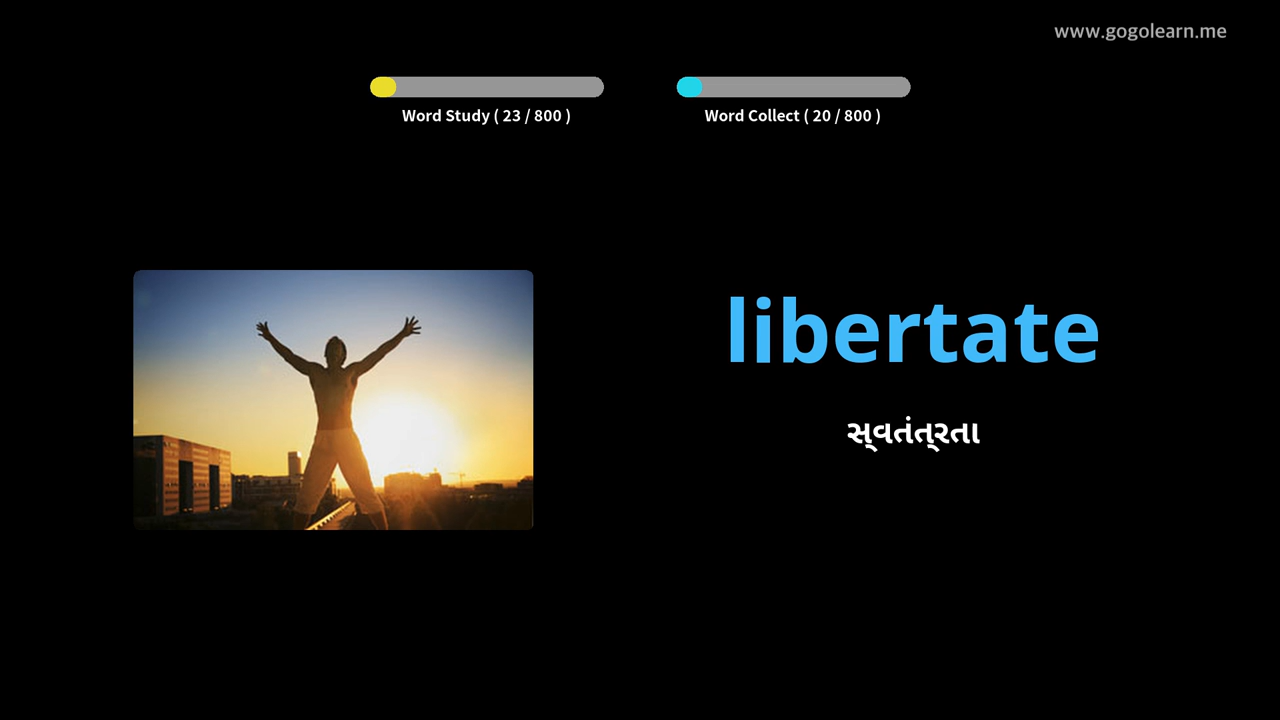 www.gogolearn.me
Word Study ( 23 / 800 )
Word Collect ( 20 / 800 )
libertate
સ્વતંત્રતા